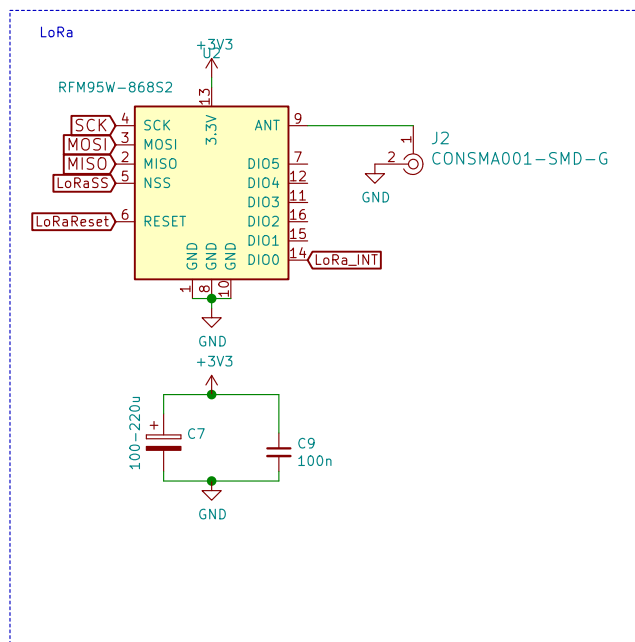 LoRa
+3V3
U2
RFM95W-868S2
13
3.3V
SCK 4 SCK
MOSI 3 MOSI
MISO 2 MISO
LoRaSS 5 NSS
LoRaReset 6 RESET
ANT 9
DIO5 7
DIO4 12
DIO3 11
DIO2 16
DIO1 15
DIO0 14 LoRa_INT
GND GND GND
1 8 10
GND
1
2
J2
CONSMA001-SMD-G
GND
+3V3
100-220u
+
C7
C9
100n
GND